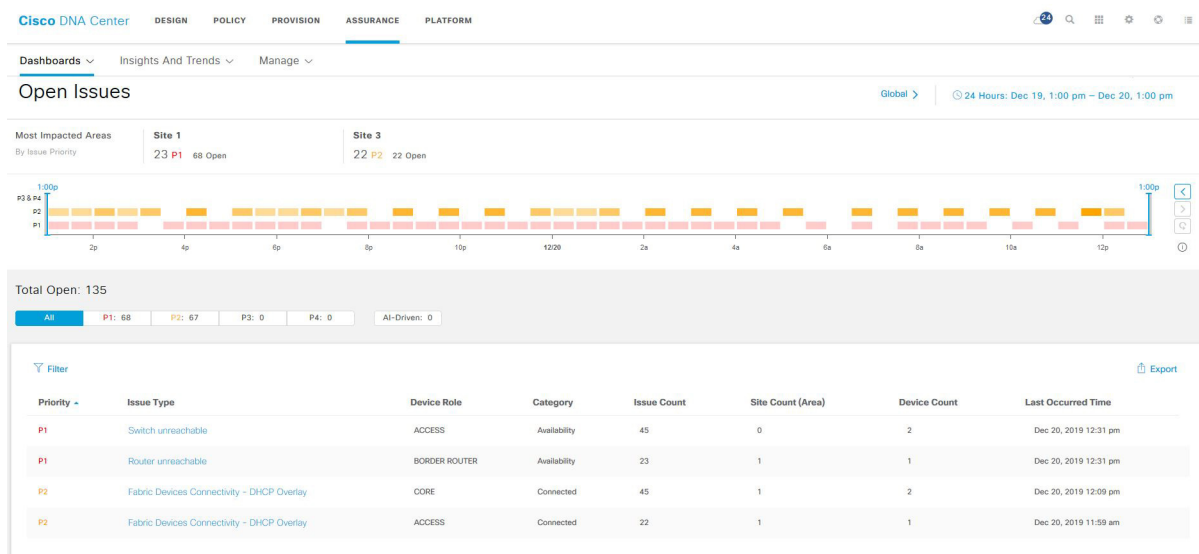 Cisco DNA Center DESIGN POLICY PROVISION ASSURANCE PLATFORM 24
Dashboards Insights And Trends Manage
Open Issues Global 24 Hours: Dec 19, 1:00 pm – Dec 20, 1:00 pm
Most Impacted Areas Site 1 Site 3
By Issue Priority 23 P1 68 Open 22 P2 22 Open
1:00p 1:00p
P3 & P4
P2
P1
2p 4p 6p 8p 10p 12/20 2a 4a 6a 8a 10a 12p
Total Open: 135
All P1: 68 P2: 67 P3: 0 P4: 0 AI-Driven: 0
Filter Export
Priority Issue Type Device Role Category Issue Count Site Count (Area) Device Count Last Occurred Time
P1 Switch unreachable ACCESS Availability 45 0 2 Dec 20, 2019 12:31 pm
P1 Router unreachable BORDER ROUTER Availability 23 1 1 Dec 20, 2019 12:31 pm
P2 Fabric Devices Connectivity - DHCP Overlay CORE Connected 45 1 2 Dec 20, 2019 12:09 pm
P2 Fabric Devices Connectivity - DHCP Overlay ACCESS Connected 22 1 1 Dec 20, 2019 11:59 am